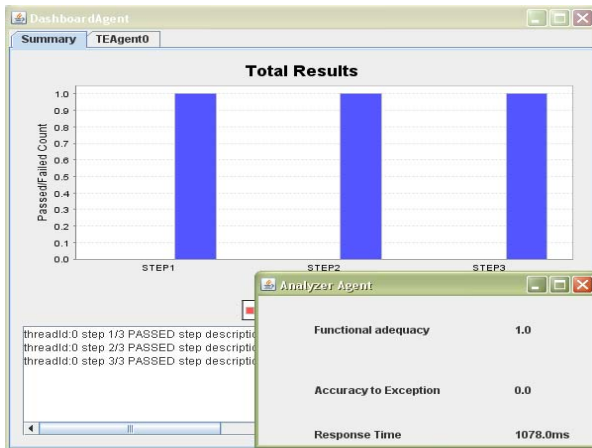 DashboardAgent
Summary TEAgent0
Total Results
Passed/Failed Count
1.0
0.9
0.8
0.7
0.6
0.5
0.4
0.3
0.2
0.1
0.0
STEP1 STEP2 STEP3
threadId:0 step 1/3 PASSED step descriptio
threadId:0 step 2/3 PASSED step descriptio
threadId:0 step 3/3 PASSED step descriptio
Analyzer Agent
Functional adequacy 1.0
Accuracy to Exception 0.0
Response Time 1078.0ms